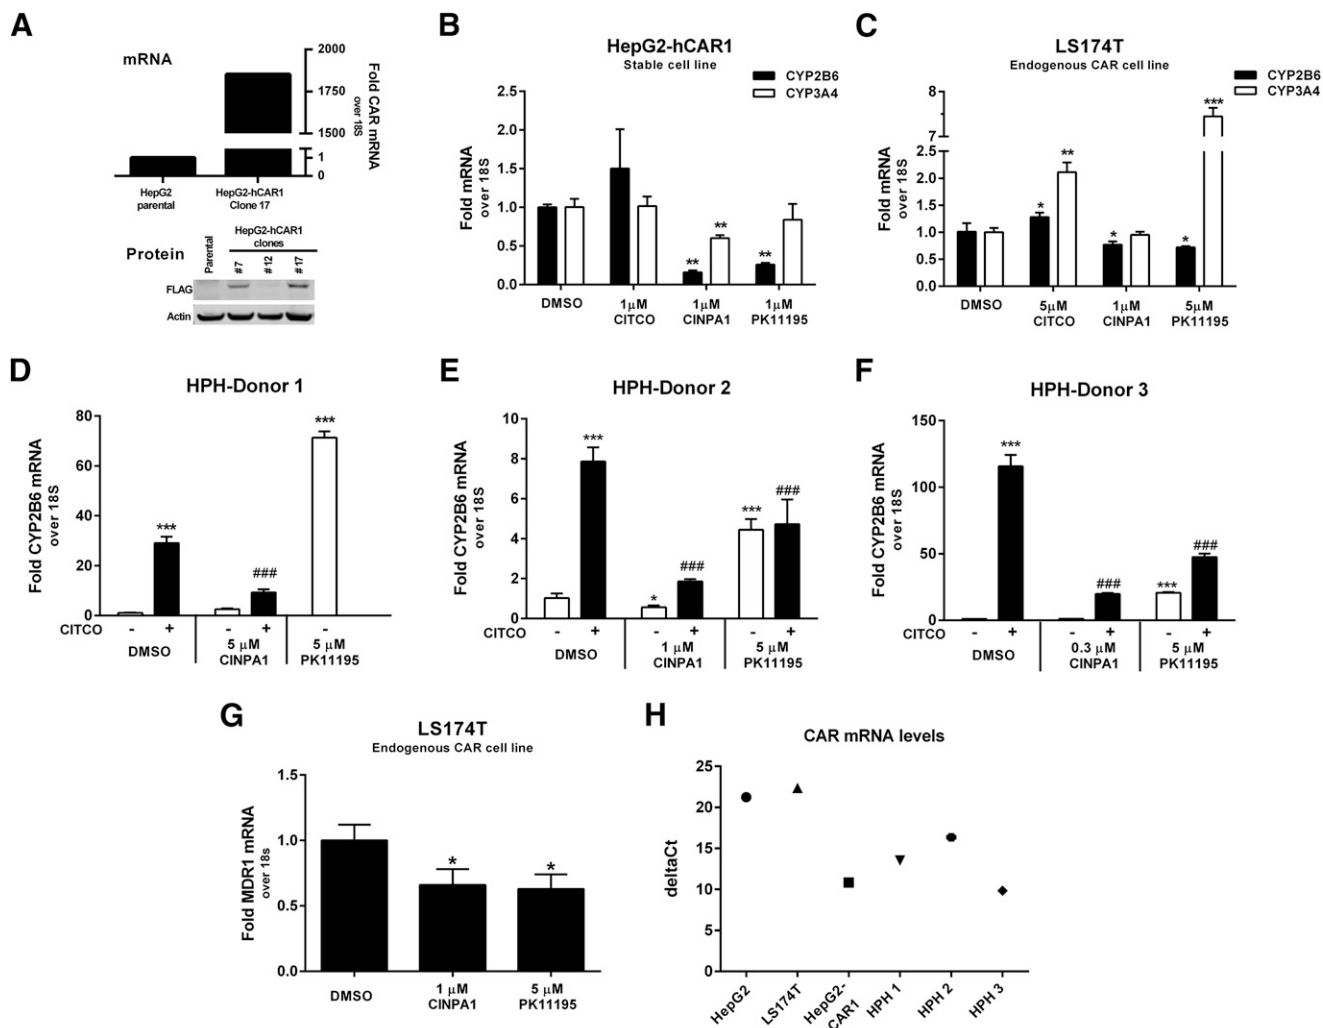 A
mRNA
2000
1750
1500
1
0
Fold CAR mRNA
over 18S
HepG2
parental
HepG2-hCAR1
Clone 17
Protein
Parental
HepG2-hCAR1
clones
#7
#12
#17
FLAG
Actin
B
HepG2-hCAR1
Stable cell line
CYP2B6
CYP3A4
Fold mRNA
over 18S
2.5
2.0
1.5
1.0
0.5
0.0
**
**
**
DMSO
1µM
CITCO
1µM
CINPA1
1µM
PK11195
C
LS174T
Endogenous CAR cell line
CYP2B6
CYP3A4
Fold mRNA
over 18S
8
7
2.5
2.0
1.5
1.0
0.5
0.0
*
**
*
*
***
DMSO
5µM
CITCO
1µM
CINPA1
5µM
PK11195
D
HPH-Donor 1
Fold CYP2B6 mRNA
over 18S
80
60
40
20
0
***
###
***
CITCO - + - + -
DMSO
5 µM
CINPA1
5 µM
PK11195
E
HPH-Donor 2
Fold CYP2B6 mRNA
over 18S
10
8
6
4
2
0
***
*
###
***
###
CITCO - + - + - +
DMSO
1 µM
CINPA1
5 µM
PK11195
F
HPH-Donor 3
Fold CYP2B6 mRNA
over 18S
150
100
50
0
***
###
***
###
CITCO - + - + - +
DMSO
0.3 µM
CINPA1
5 µM
PK11195
G
LS174T
Endogenous CAR cell line
Fold MDR1 mRNA
over 18s
1.5
1.0
0.5
0.0
*
*
DMSO
1 µM
CINPA1
5 µM
PK11195
H
CAR mRNA levels
deltaCt
25
20
15
10
5
0
HepG2
LS174T
HepG2-
CAR1
HPH 1
HPH 2
HPH 3